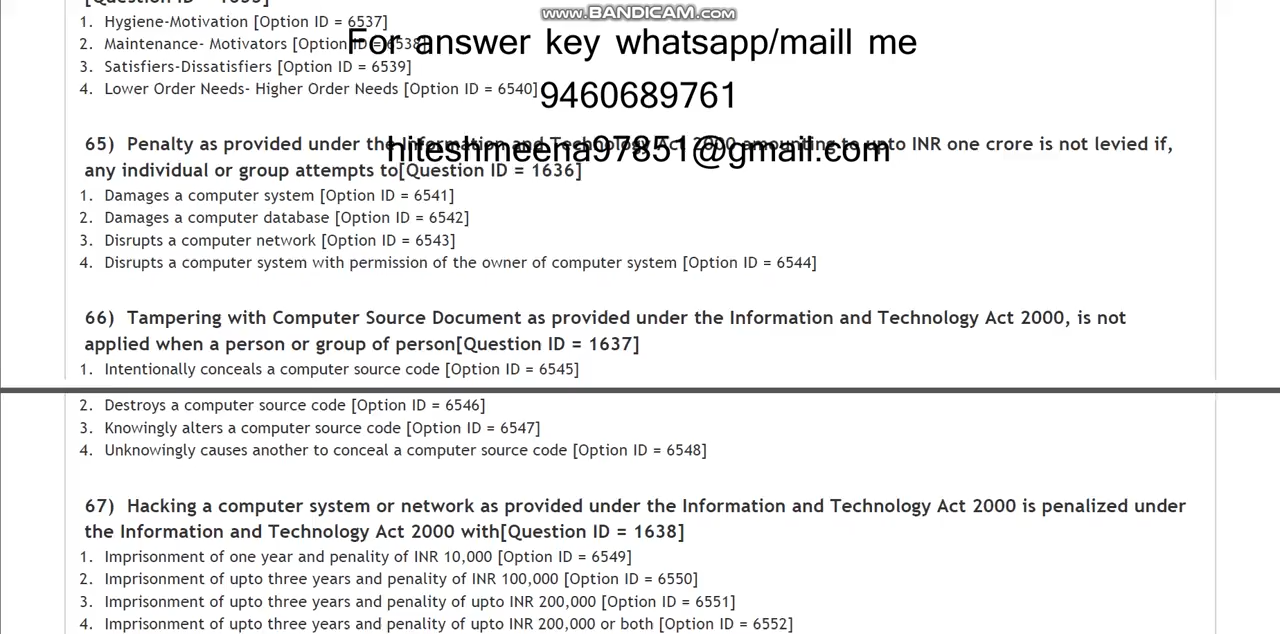 [Question ID = 1635]
www.BANDICAM.com
1. Hygiene-Motivation [Option ID = 6537]
2. Maintenance- Motivators [Option ID = 6538]
For answer key whatsapp/maill me
3. Satisfiers-Dissatisfiers [Option ID = 6539]
4. Lower Order Needs- Higher Order Needs [Option ID = 6540]
9460689761
65) Penalty as provided under the Information and Technology Act 2000 amounting to upto INR one crore is not levied if,
hiteshmeena97851@gmail.com
any individual or group attempts to[Question ID = 1636]
1. Damages a computer system [Option ID = 6541]
2. Damages a computer database [Option ID = 6542]
3. Disrupts a computer network [Option ID = 6543]
4. Disrupts a computer system with permission of the owner of computer system [Option ID = 6544]
66) Tampering with Computer Source Document as provided under the Information and Technology Act 2000, is not
applied when a person or group of person[Question ID = 1637]
1. Intentionally conceals a computer source code [Option ID = 6545]
2. Destroys a computer source code [Option ID = 6546]
3. Knowingly alters a computer source code [Option ID = 6547]
4. Unknowingly causes another to conceal a computer source code [Option ID = 6548]
67) Hacking a computer system or network as provided under the Information and Technology Act 2000 is penalized under
the Information and Technology Act 2000 with[Question ID = 1638]
1. Imprisonment of one year and penality of INR 10,000 [Option ID = 6549]
2. Imprisonment of upto three years and penality of INR 100,000 [Option ID = 6550]
3. Imprisonment of upto three years and penality of upto INR 200,000 [Option ID = 6551]
4. Imprisonment of upto three years and penality of upto INR 200,000 or both [Option ID = 6552]